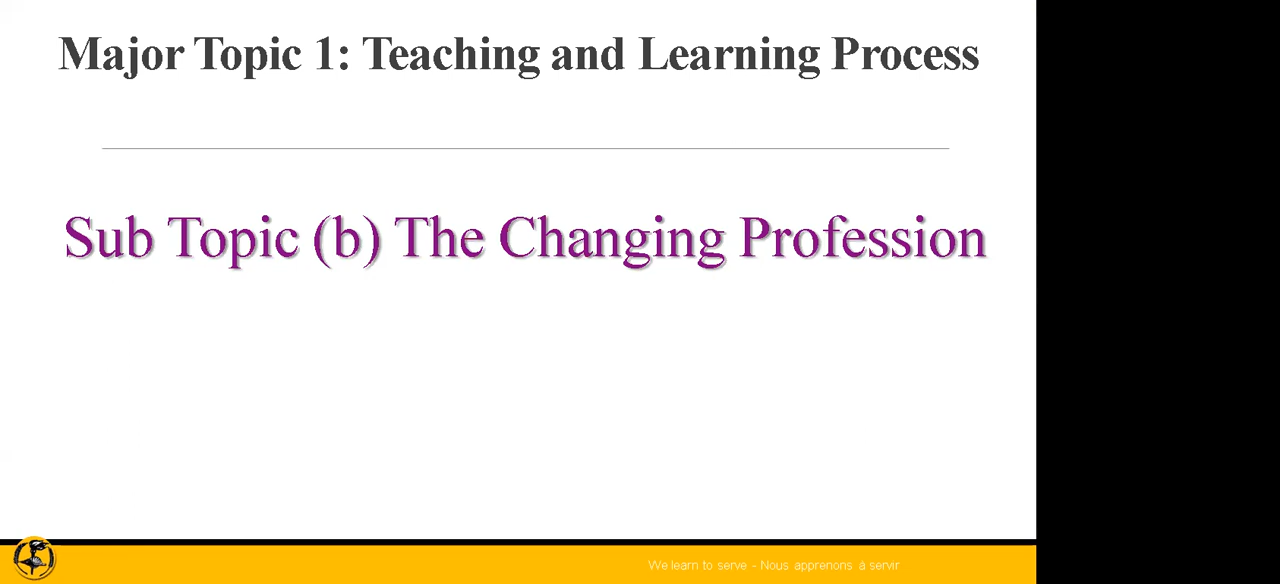 Major Topic 1: Teaching and Learning Process
Sub Topic (b) The Changing Profession
We learn to serve - Nous apprenons à servir